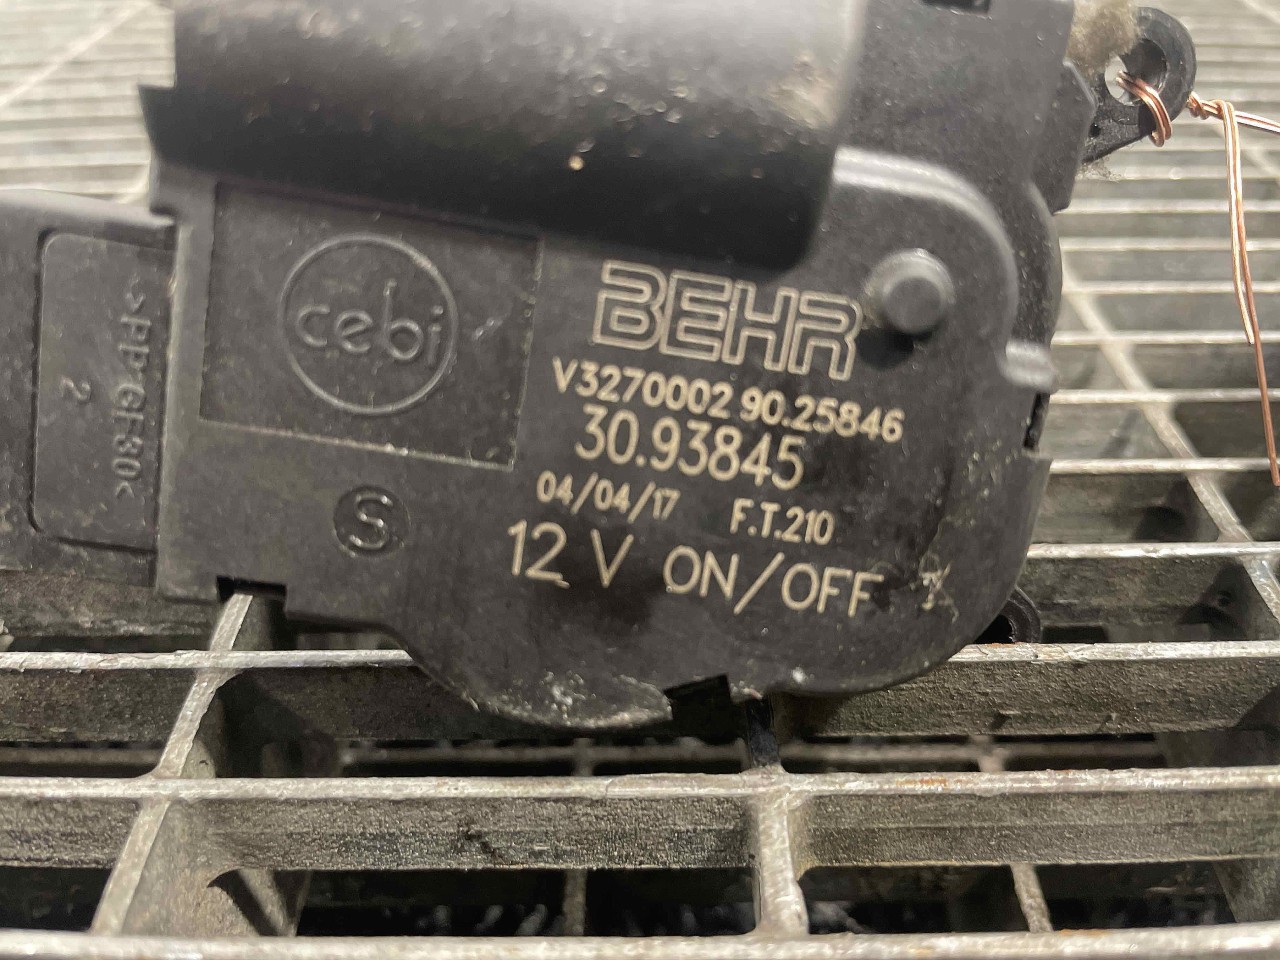 >PP GF30<
2
cebi
BEHR
V3270002 90.25846
30.93845
04/04/17 F.T.210
S
12 V ON/OFF